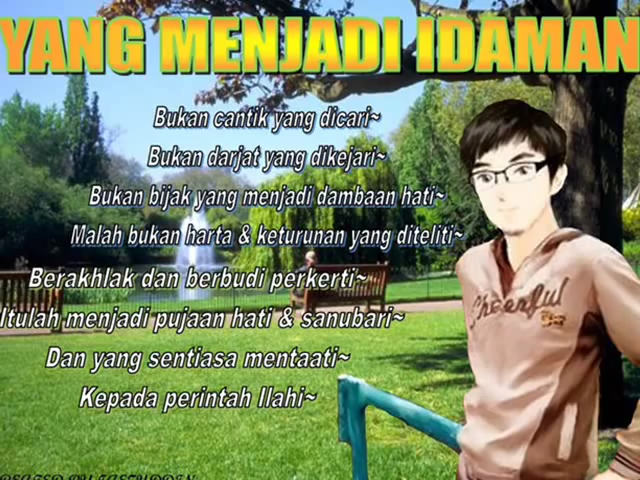 YANG MENJADI IDAMAN
Bukan cantik yang dicari~
Bukan darjat yang dikejari~
Bukan bijak yang menjadi dambaan hati~
Malah bukan harta & keturunan yang diteliti~
Berakhlak dan berbudi perkerti~
Itulah menjadi pujaan hati & sanubari~
Dan yang sentiasa mentaati~
Kepada perintah Ilahi~
Cheerful